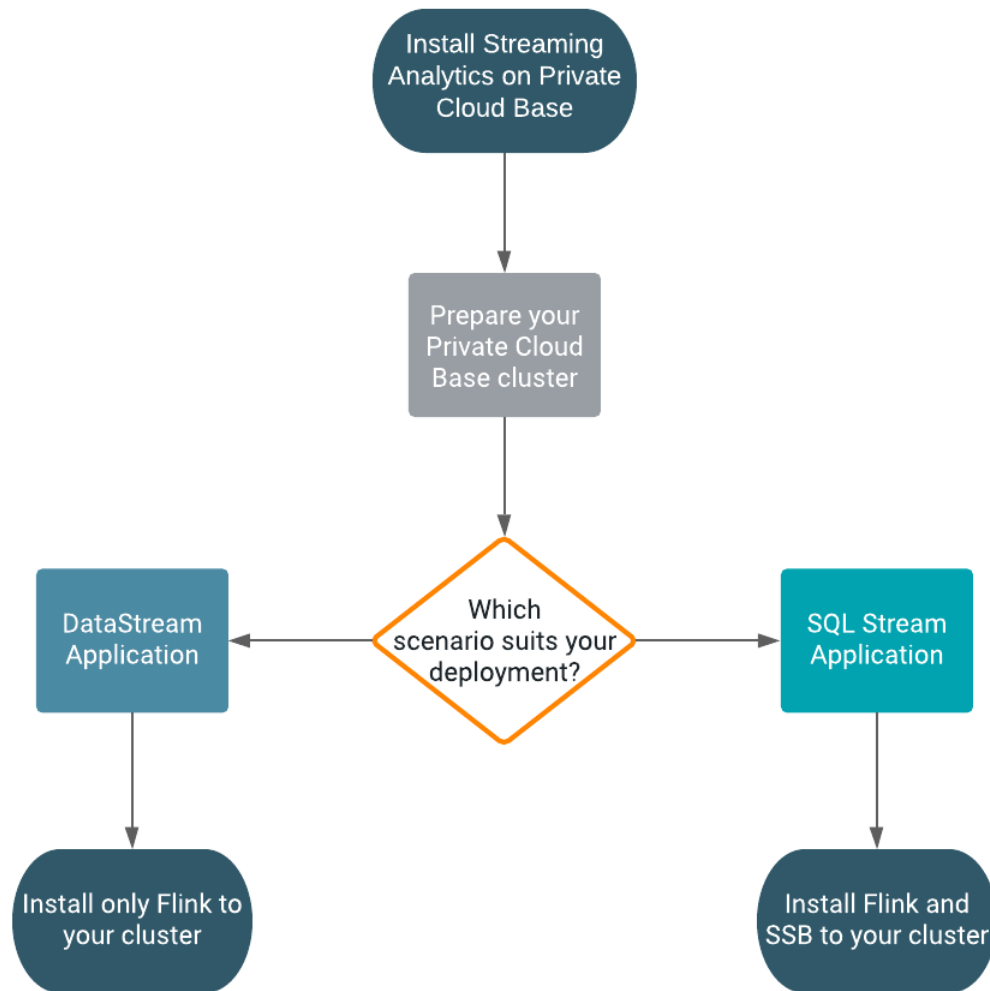 Install Streaming
Analytics on Private
Cloud Base
Prepare your
Private Cloud
Base cluster
Which
scenario suits your
deployment?
DataStream
Application
SQL Stream
Application
Install only Flink to
your cluster
Install Flink and
SSB to your cluster